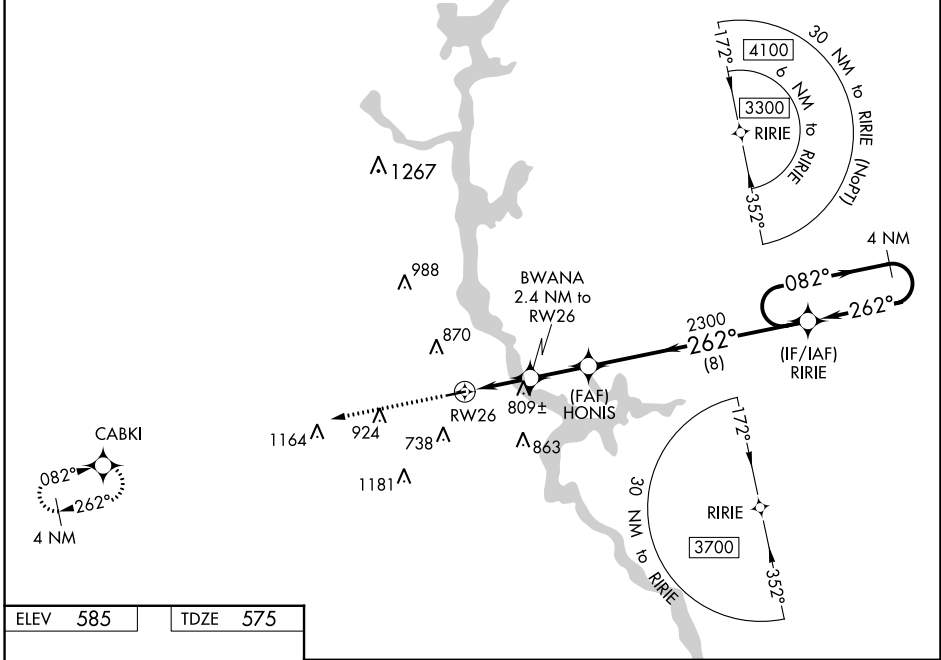 172°
4100
30 NM to RIRIE (NoPT)
6 NM to RIRIE
3300
RIRIE
352°
1267
988
870
BWANA
2.4 NM to
RW26
4 NM
082°
262°
2300
262°
(8)
(IF/IAF)
RIRIE
(FAF)
HONIS
809±
RW26
924
1164
738
863
1181
CABKI
082°
262°
4 NM
172°
30 NM to RIRIE
RIRIE
3700
352°
ELEV 585
TDZE 575